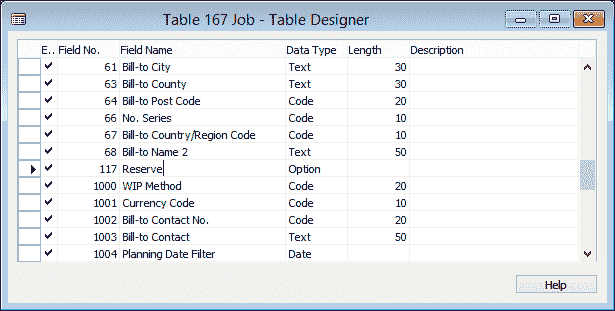 Table 167 Job - Table Designer
E.. Field No. Field Name Data Type Length Description
61 Bill-to City Text 30
63 Bill-to County Text 30
64 Bill-to Post Code Code 20
66 No. Series Code 10
67 Bill-to Country/Region Code Code 10
68 Bill-to Name 2 Text 50
117 Reserve Option
1000 WIP Method Code 20
1001 Currency Code Code 10
1002 Bill-to Contact No. Code 20
1003 Bill-to Contact Text 50
1004 Planning Date Filter Date
Help